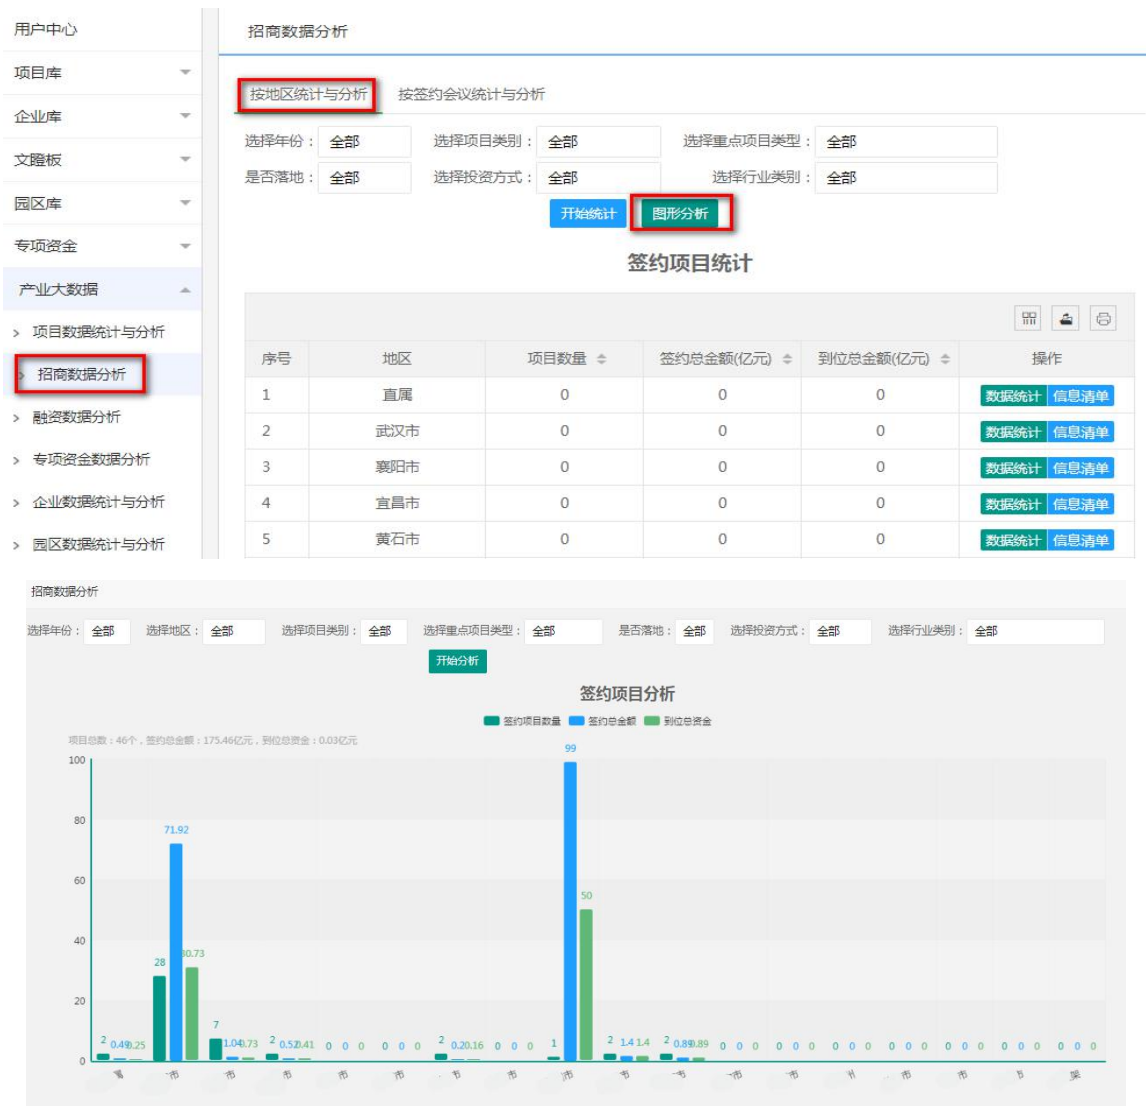 用户中心
项目库
企业库
文瞪板
园区库
专项资金
产业大数据
> 项目数据统计与分析
> 招商数据分析
> 融资数据分析
> 专项资金数据分析
> 企业数据统计与分析
> 园区数据统计与分析
招商数据分析
按地区统计与分析 按签约会议统计与分析
选择年份： 全部 选择项目类别： 全部 选择重点项目类型： 全部
是否落地： 全部 选择投资方式： 全部 选择行业类别： 全部
开始统计 图形分析
签约项目统计
序号 地区 项目数量 签约总金额(亿元) 到位总金额(亿元) 操作
1 直属 0 0 0 数据统计 信息清单
2 武汉市 0 0 0 数据统计 信息清单
3 襄阳市 0 0 0 数据统计 信息清单
4 宜昌市 0 0 0 数据统计 信息清单
5 黄石市 0 0 0 数据统计 信息清单
招商数据分析
选择年份： 全部 选择地区： 全部 选择项目类别： 全部 选择重点项目类型： 全部 是否落地： 全部 选择投资方式： 全部 选择行业类别： 全部
开始分析
签约项目分析
签约项目数量 签约总金额 到位总资金
项目总数：46个，签约总金额：175.46亿元，到位总资金：0.03亿元
100
80
60
40
20
0
99
71.92
50
28 30.73
7
2 0.49 0.25 1.04 0.73 2 0.52 0.41 0 0 0 0 0 0 2 0.2 0.16 0 0 0 1 2 1.4 1.4 2 0.89 0.89 0 0 0 0 0 0 0 0 0 0 0 0 0 0 0 0 0 0 0 0 0
市 市 市 市 市 市 市 市 市 市 市 市 市 市